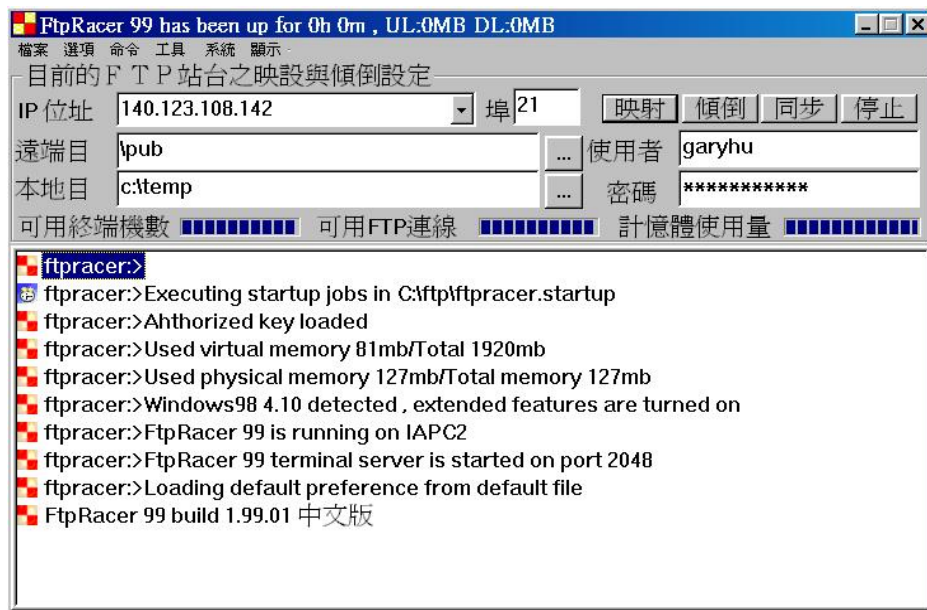 FtpRacer 99 has been up for 0h 0m , UL:0MB DL:0MB
檔案 選項 命令 工具 系統 顯示
目前的ＦＴＰ站台之映設與傾倒設定
IP 位址 140.123.108.142 埠 21 映射 傾倒 同步 停止
遠端目 \pub ... 使用者 garyhu
本地目 c:\temp ... 密碼 ***********
可用終端機數 可用FTP連線 計憶體使用量
ftpracer:>
ftpracer:>Executing startup jobs in C:\ftp\ftpracer.startup
ftpracer:>Ahthorized key loaded
ftpracer:>Used virtual memory 81mb/Total 1920mb
ftpracer:>Used physical memory 127mb/Total memory 127mb
ftpracer:>Windows98 4.10 detected , extended features are turned on
ftpracer:>FtpRacer 99 is running on IAPC2
ftpracer:>FtpRacer 99 terminal server is started on port 2048
ftpracer:>Loading default preference from default file
FtpRacer 99 build 1.99.01 中文版